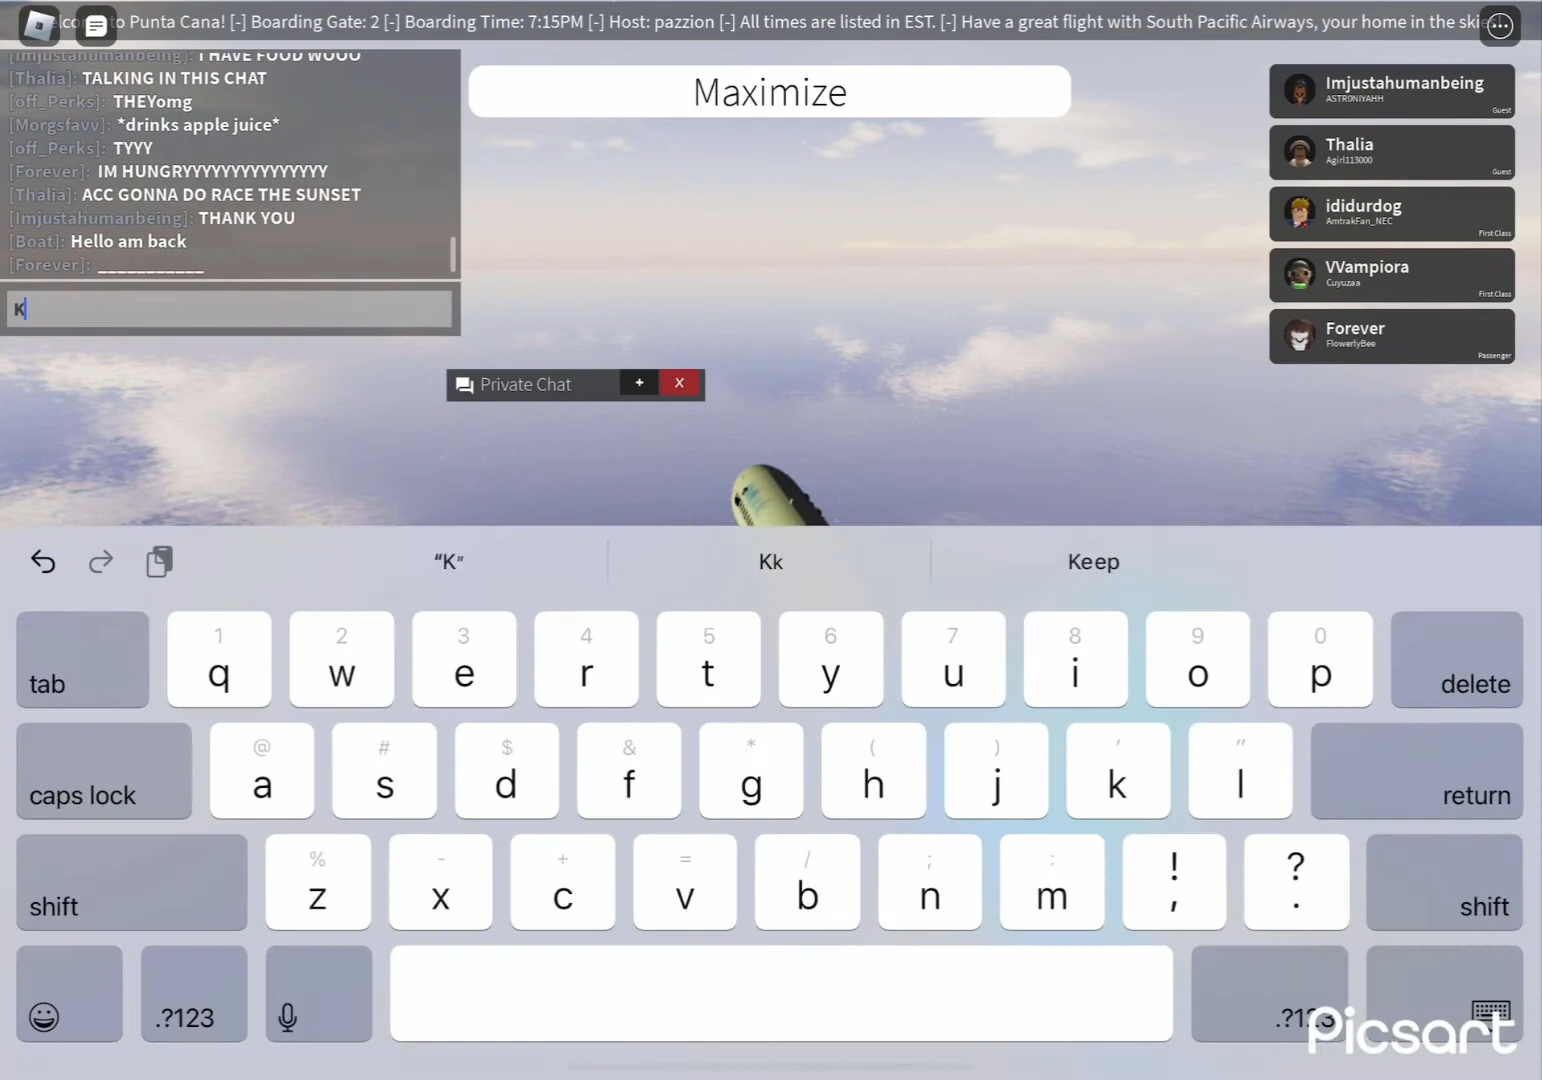 to Punta Cana! [-] Boarding Gate: 2 [-] Boarding Time: 7:15PM [-] Host: pazzion [-] All times are listed in EST. [-] Have a great flight with South Pacific Airways, your home in the
[Imjustahumanbeing]: I HAVE FOOD WOOO
[Thalia]: TALKING IN THIS CHAT
[off_Perks]: THEYomg
[Morgsfavv]: *drinks apple juice*
[off_Perks]: TYYY
[Forever]: IM HUNGRYYYYYYYYYYYYYYY
[Thalia]: ACC GONNA DO RACE THE SUNSET
[Imjustahumanbeing]: THANK YOU
[Boat]: Hello am back
[Forever]: ___________
K
Maximize
Private Chat + X
Imjustahumanbeing
ASTR0NIYAHH
Guest
Thalia
Agirl113000
Guest
ididurdog
AmtrakFan_NEC
First Class
VVampiora
Cuyuzaa
First Class
Forever
FlowerlyBee
Passenger
“K” Kk Keep
1 2 3 4 5 6 7 8 9 0
tab q w e r t y u i o p delete
@ # $ & * ( ) ' "
caps lock a s d f g h j k l return
% - + = / ; : ! ?
shift z x c v b n m , . shift
.?123 .?123
Picsart